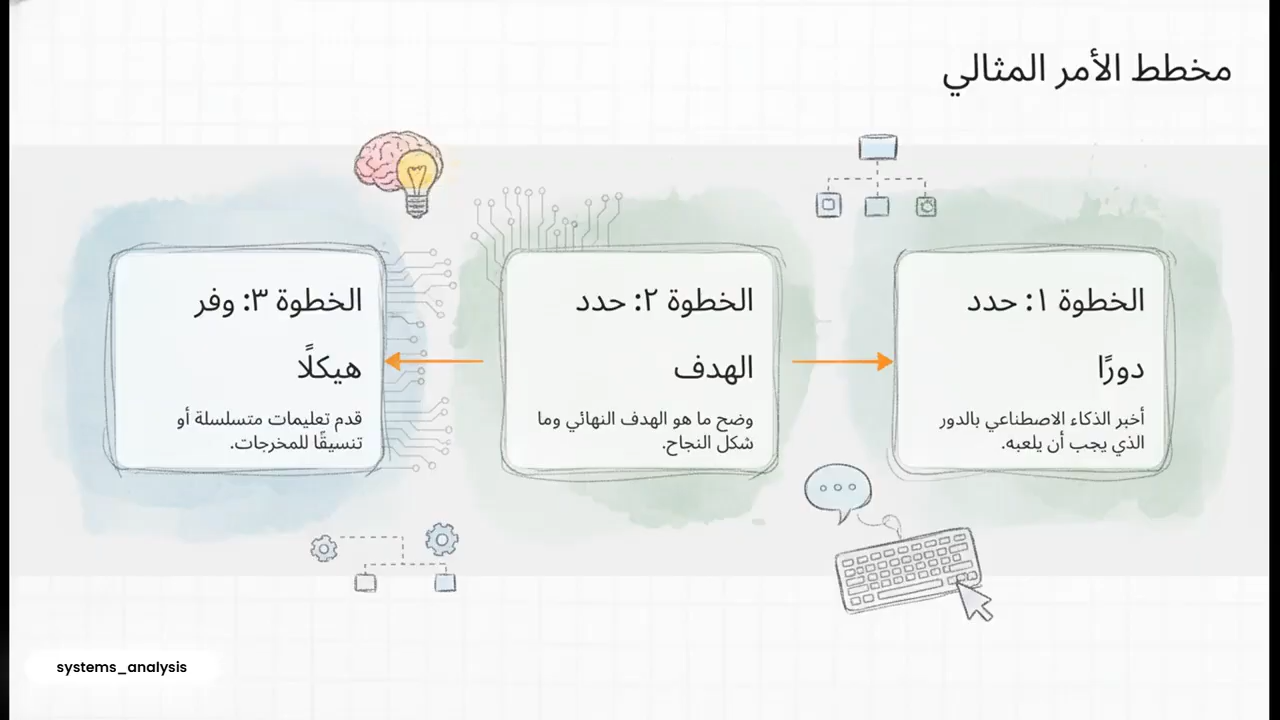 مخطط الأمر المثالي
الخطوة ١: حدد
دورًا
أخبر الذكاء الاصطناعي بالدور
الذي يجب أن يلعبه.
الخطوة ٢: حدد
الهدف
وضح ما هو الهدف النهائي وما
شكل النجاح.
الخطوة ٣: وفر
هيكلًا
قدم تعليمات متسلسلة أو
تنسيقًا للمخرجات.
systems_analysis